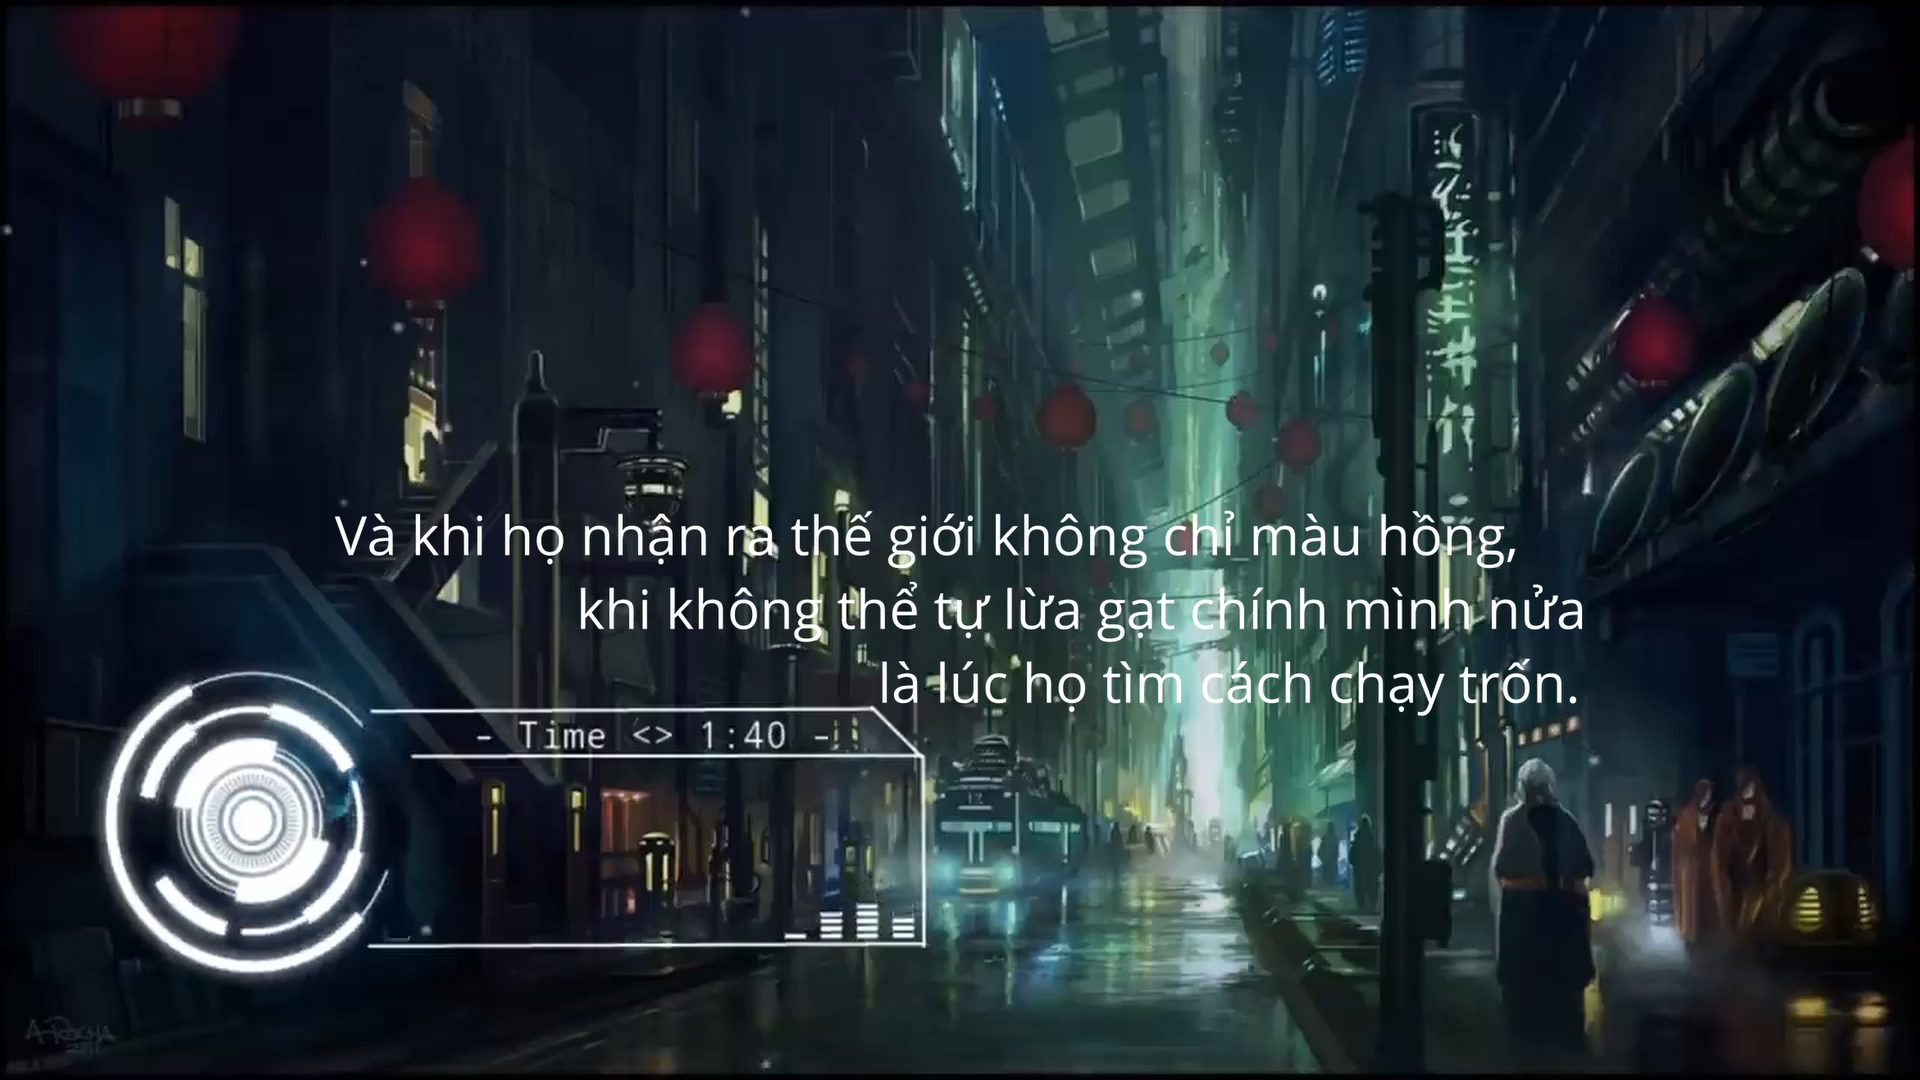 Và khi họ nhận ra thế giới không chỉ màu hồng,
khi không thể tự lừa gạt chính mình nửa
là lúc họ tìm cách chạy trốn.
- Time <> 1:40 -
12